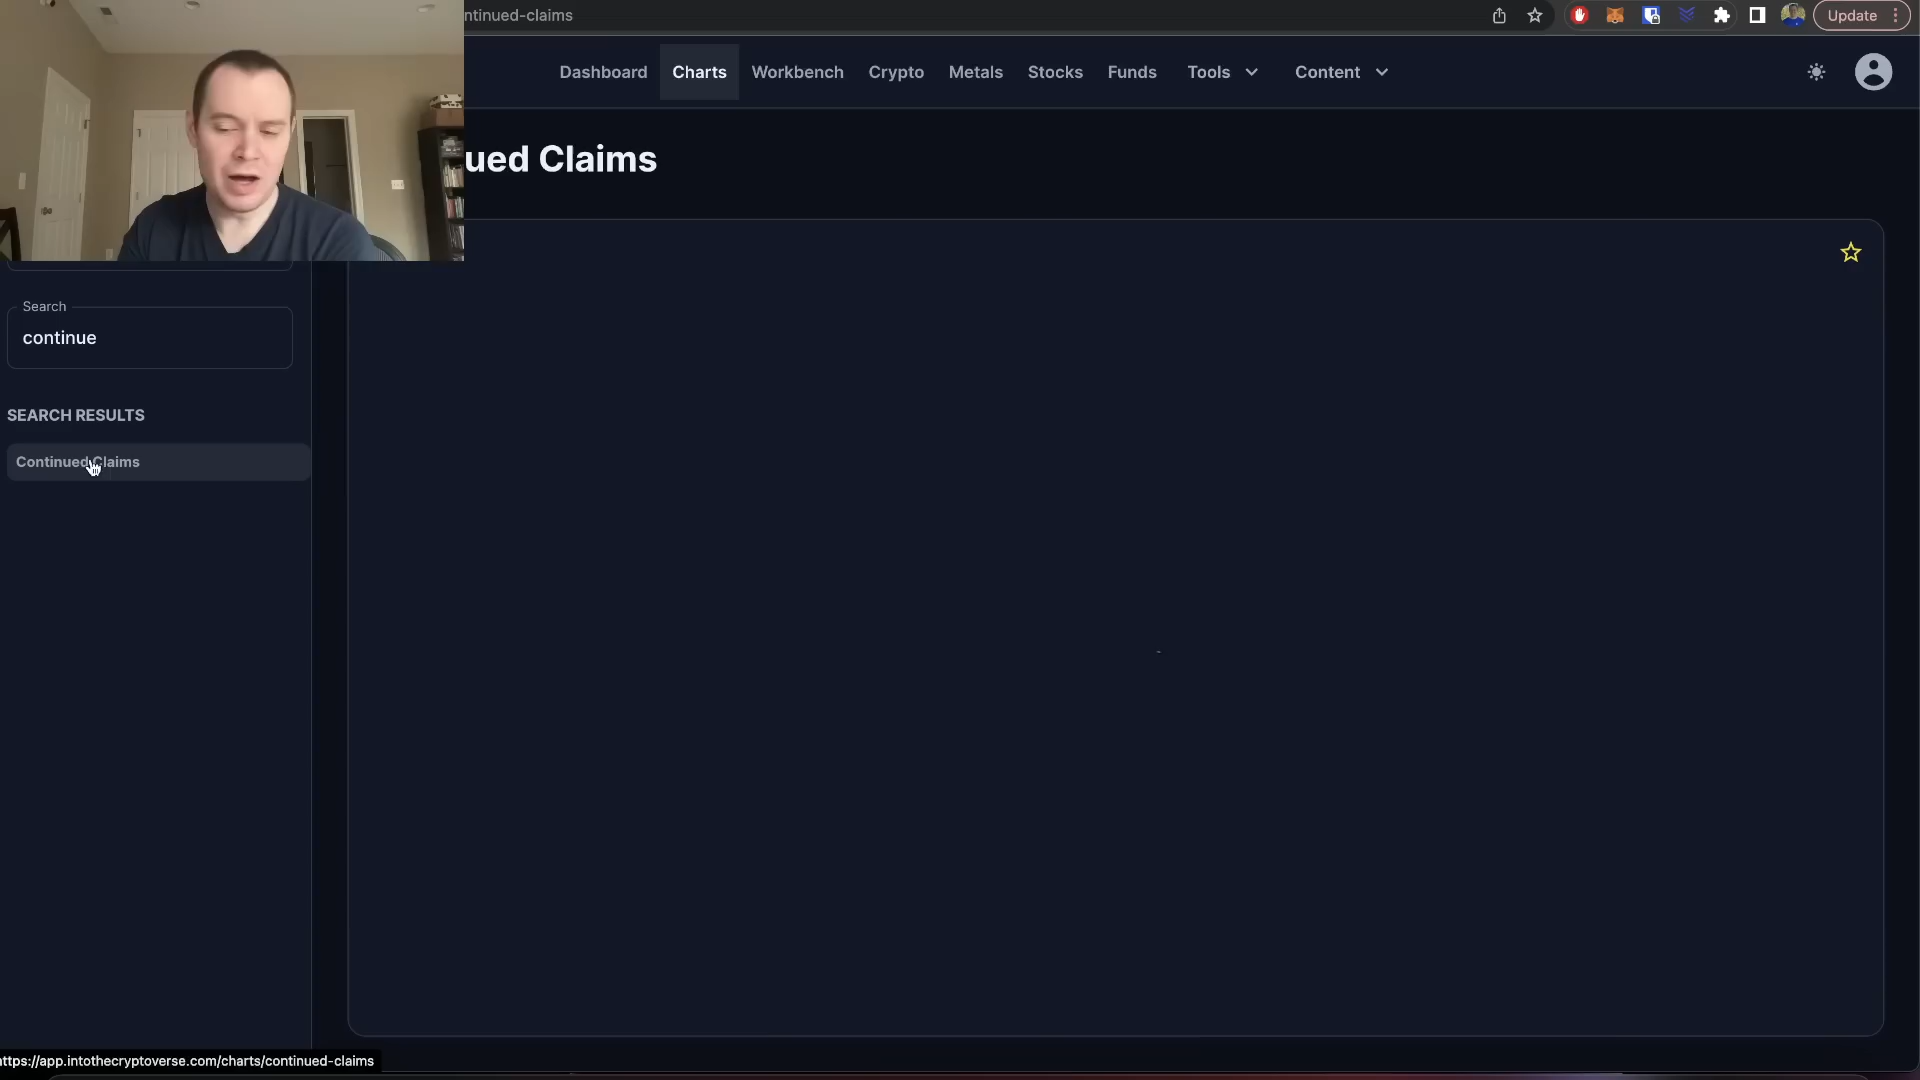 ntinued-claims
Update
Dashboard Charts Workbench Crypto Metals Stocks Funds Tools Content
ued Claims
Search
continue
SEARCH RESULTS
Continued Claims
https://app.intothecryptoverse.com/charts/continued-claims